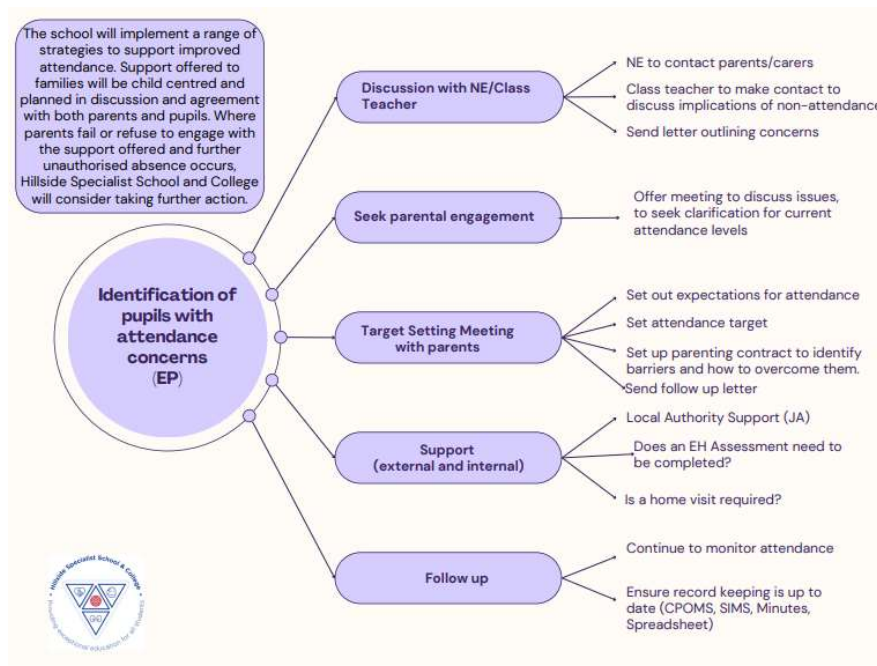 The school will implement a range of
strategies to support improved
attendance. Support offered to
families will be child centred and
planned in discussion and agreement
with both parents and pupils. Where
parents fail or refuse to engage with
the support offered and further
unauthorised absence occurs,
Hillside Specialist School and College
will consider taking further action.
Identification of
pupils with
attendance
concerns
(EP)
Discussion with NE/Class
Teacher
NE to contact parents/carers
Class teacher to make contact to
discuss implications of non-attendance
Send letter outlining concerns
Seek parental engagement
Offer meeting to discuss issues,
to seek clarification for current
attendance levels
Target Setting Meeting
with parents
Set out expectations for attendance
Set attendance target
Set up parenting contract to identify
barriers and how to overcome them.
Send follow up letter
Support
(external and internal)
Local Authority Support (JA)
Does an EH Assessment need to
be completed?
Is a home visit required?
Follow up
Continue to monitor attendance
Ensure record keeping is up to
date (CPOMS, SIMS, Minutes,
Spreadsheet)
Hillside Specialist School & College
Providing exceptional education for all students